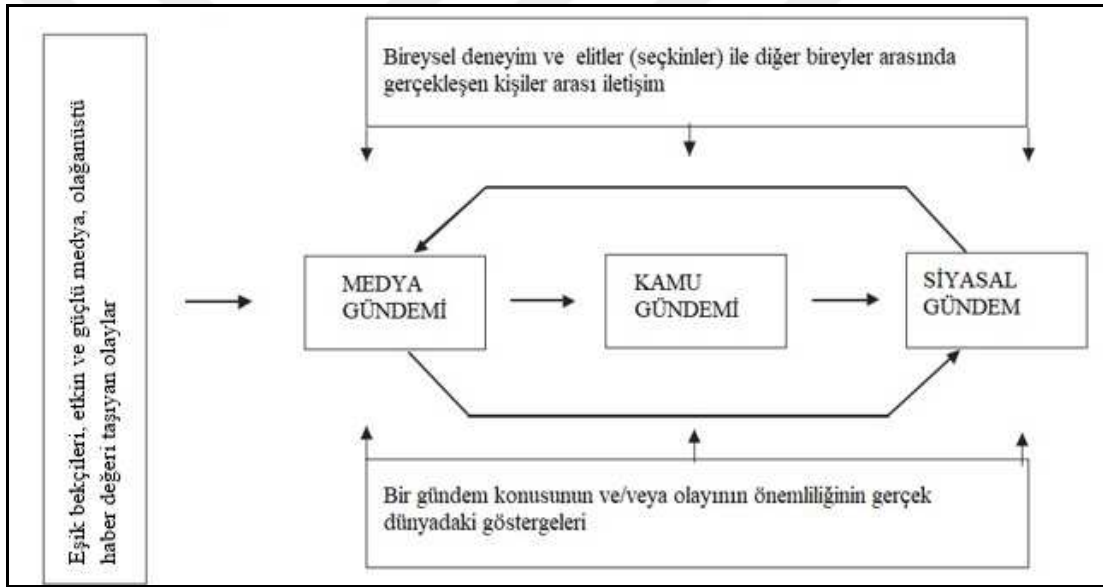 Eşik bekçileri, etkin ve güçlü medya, olağanüstü
haber değeri taşıyan olaylar
Bireysel deneyim ve elitler (seçkinler) ile diğer bireyler arasında
gerçekleşen kişiler arası iletişim
MEDYA
GÜNDEMİ
KAMU
GÜNDEMİ
SİYASAL
GÜNDEM
Bir gündem konusunun ve/veya olayının önemliliğinin gerçek
dünyadaki göstergeleri